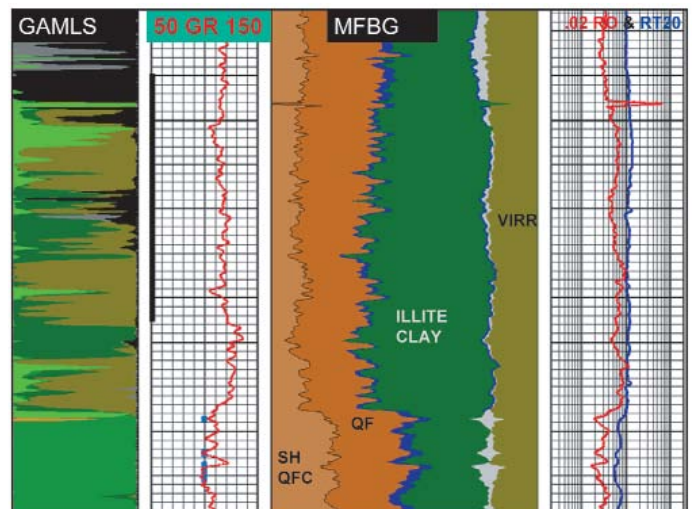 GAMLS
50 GR 150
MFBG
.02 RO & RT20
VIRR
ILLITE
CLAY
QF
SH
QFC